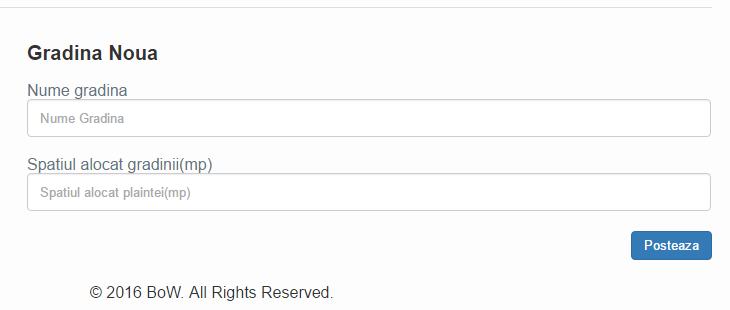 Gradina Noua
Nume gradina
Nume Gradina
Spatiul alocat gradinii(mp)
Spatiul alocat plaintei(mp)
Posteaza
© 2016 BoW. All Rights Reserved.